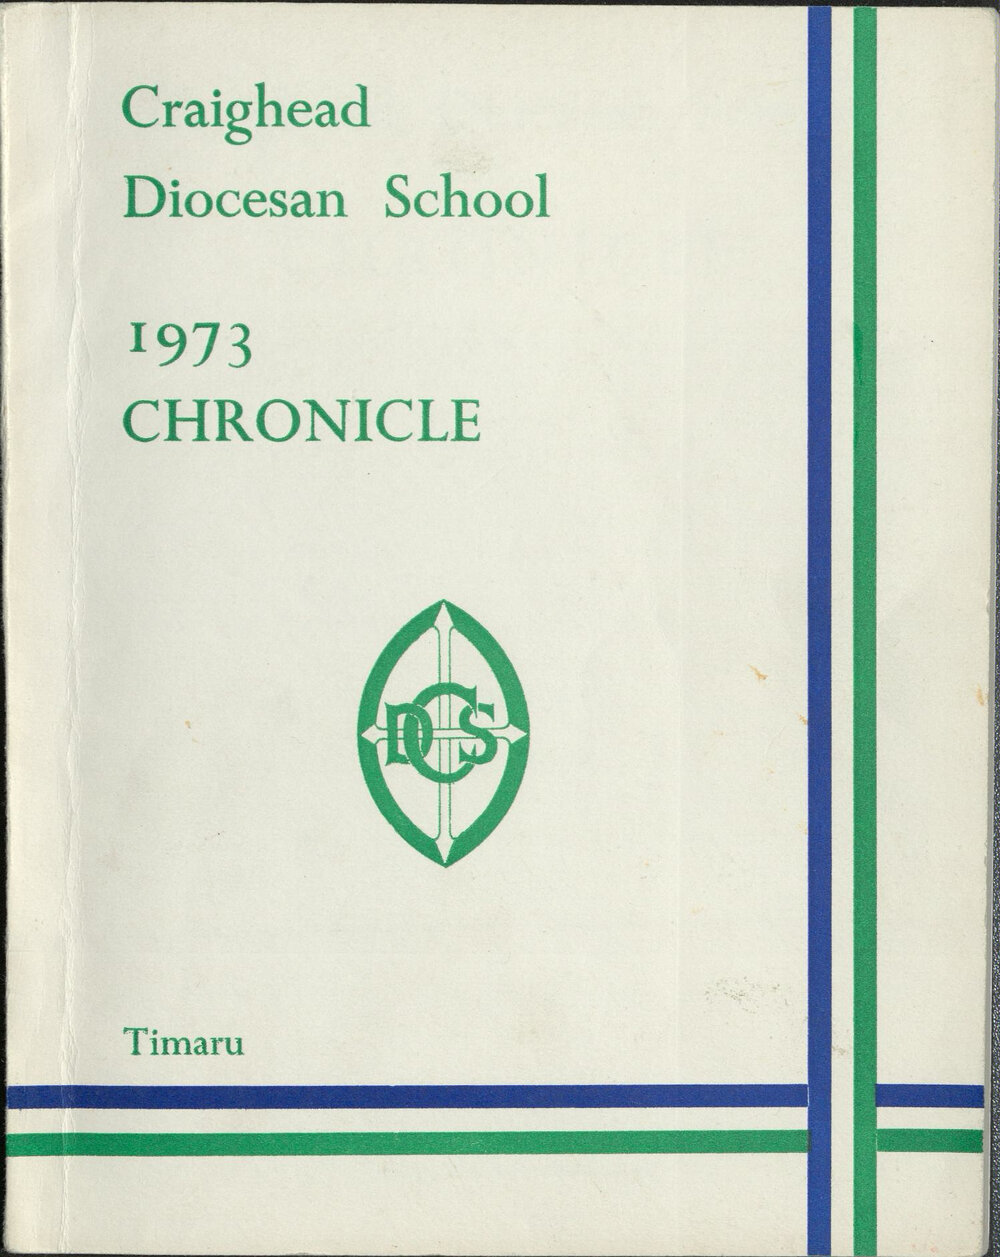 Craighead
Diocesan School
1973
CHRONICLE
DCS
Timaru